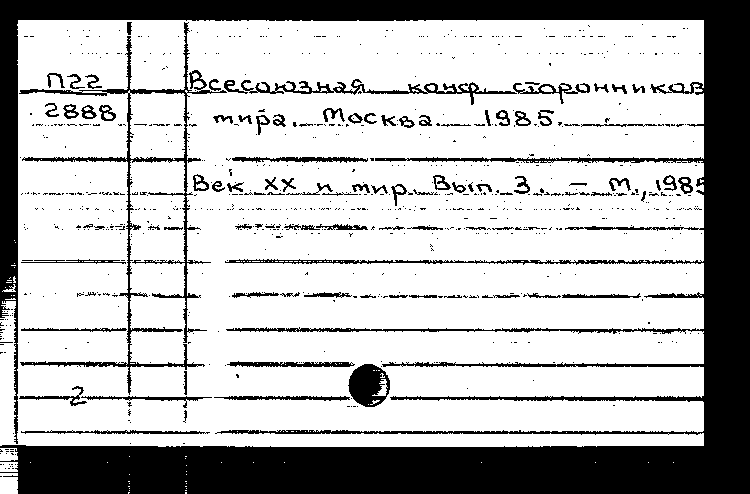 П22 Всесоюзная конф. сторонников
2888 мира. Москва. 1985.
Век XX и мир. Вып. 3. – М., 1985
2